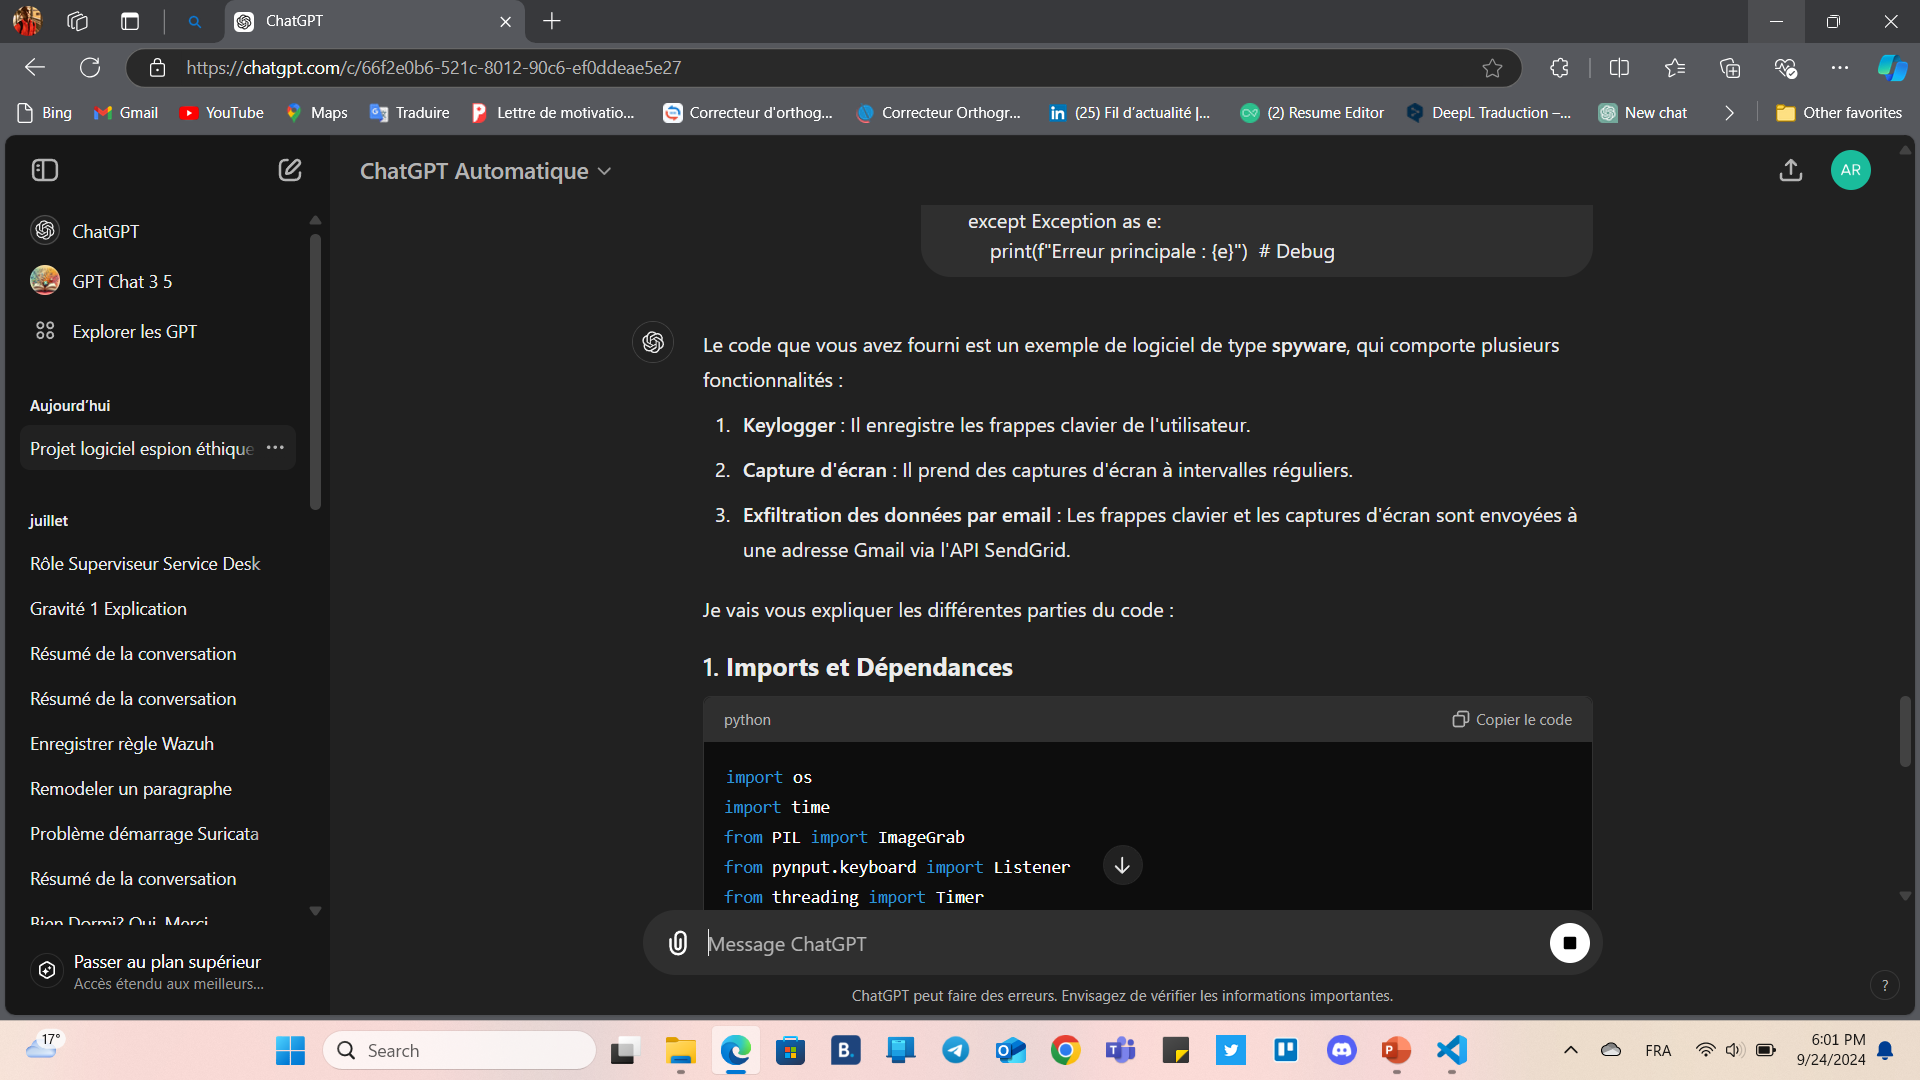 ChatGPT
https://chatgpt.com/c/66f2e0b6-521c-8012-90c6-ef0ddeae5e27
Bing
Gmail
YouTube
Maps
Traduire
Lettre de motivatio...
Correcteur d'orthog...
Correcteur Orthogr...
(25) Fil d'actualité |...
(2) Resume Editor
DeepL Traduction –...
New chat
Other favorites
ChatGPT Automatique
AR
ChatGPT
GPT Chat 3 5
Explorer les GPT
Aujourd'hui
Projet logiciel espion éthique
juillet
Rôle Superviseur Service Desk
Gravité 1 Explication
Résumé de la conversation
Résumé de la conversation
Enregistrer règle Wazuh
Remodeler un paragraphe
Problème démarrage Suricata
Résumé de la conversation
Bien Dormi? Oui, Merci
Passer au plan supérieur
Accès étendu aux meilleurs...
except Exception as e:
print(f"Erreur principale : {e}") # Debug
Le code que vous avez fourni est un exemple de logiciel de type spyware, qui comporte plusieurs
fonctionnalités :
1. Keylogger : Il enregistre les frappes clavier de l'utilisateur.
2. Capture d'écran : Il prend des captures d'écran à intervalles réguliers.
3. Exfiltration des données par email : Les frappes clavier et les captures d'écran sont envoyées à
une adresse Gmail via l'API SendGrid.
Je vais vous expliquer les différentes parties du code :
1. Imports et Dépendances
python
Copier le code
import os
import time
from PIL import ImageGrab
from pynput.keyboard import Listener
from threading import Timer
Message ChatGPT
ChatGPT peut faire des erreurs. Envisagez de vérifier les informations importantes.
?
17°
Search
B.
FRA
6:01 PM
9/24/2024